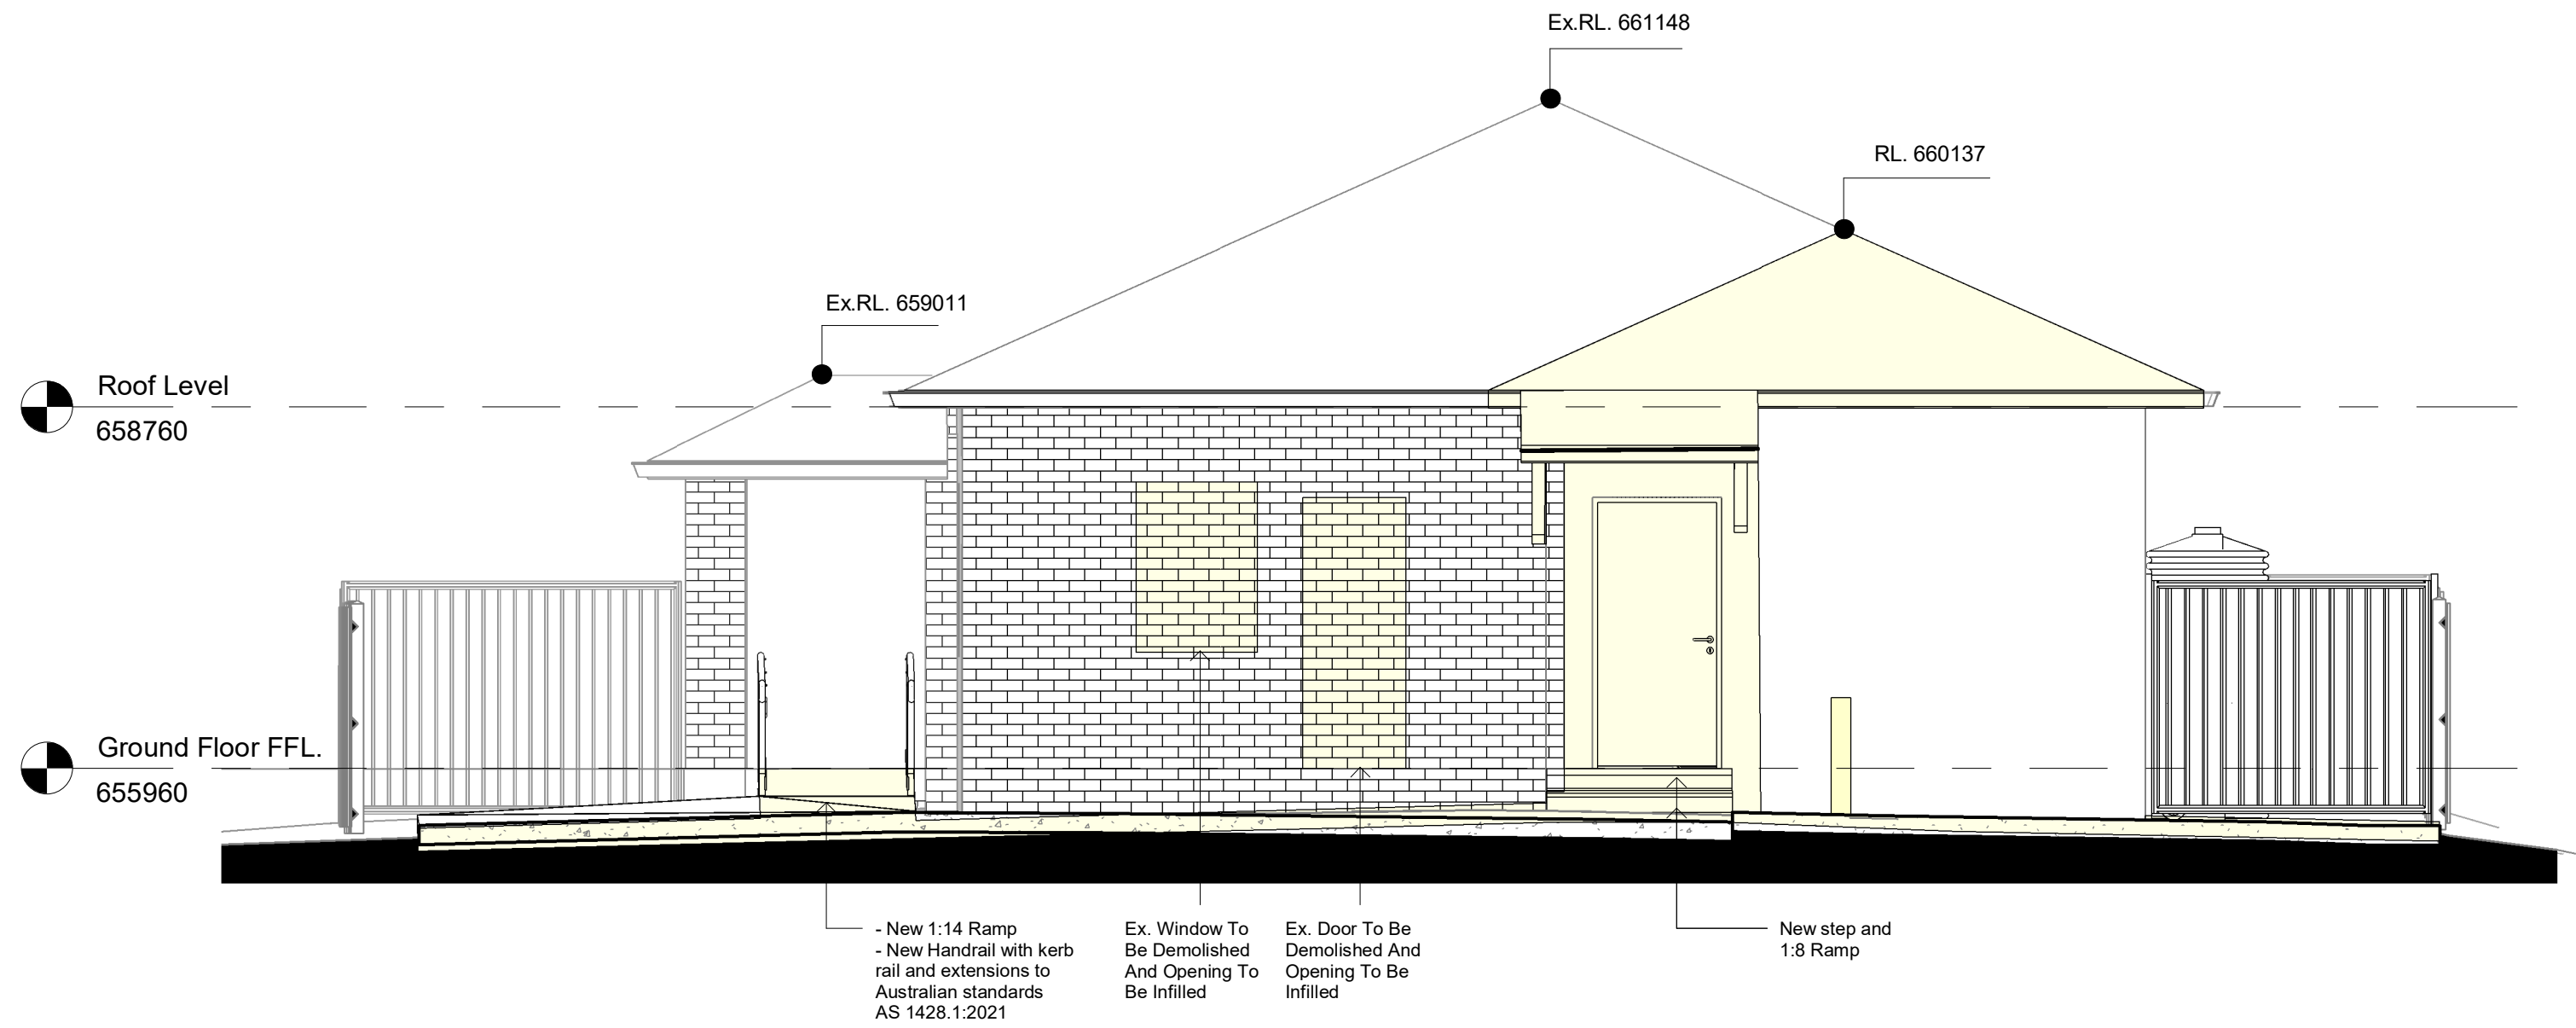 Ex.RL. 661148
RL. 660137
Ex.RL. 659011
Roof Level
658760
Ground Floor FFL.
655960
- New 1:14 Ramp
- New Handrail with kerb
rail and extensions to
Australian standards
AS 1428.1:2021
Ex. Window To
Be Demolished
And Opening To
Be Infilled
Ex. Door To Be
Demolished And
Opening To Be
Infilled
New step and
1:8 Ramp